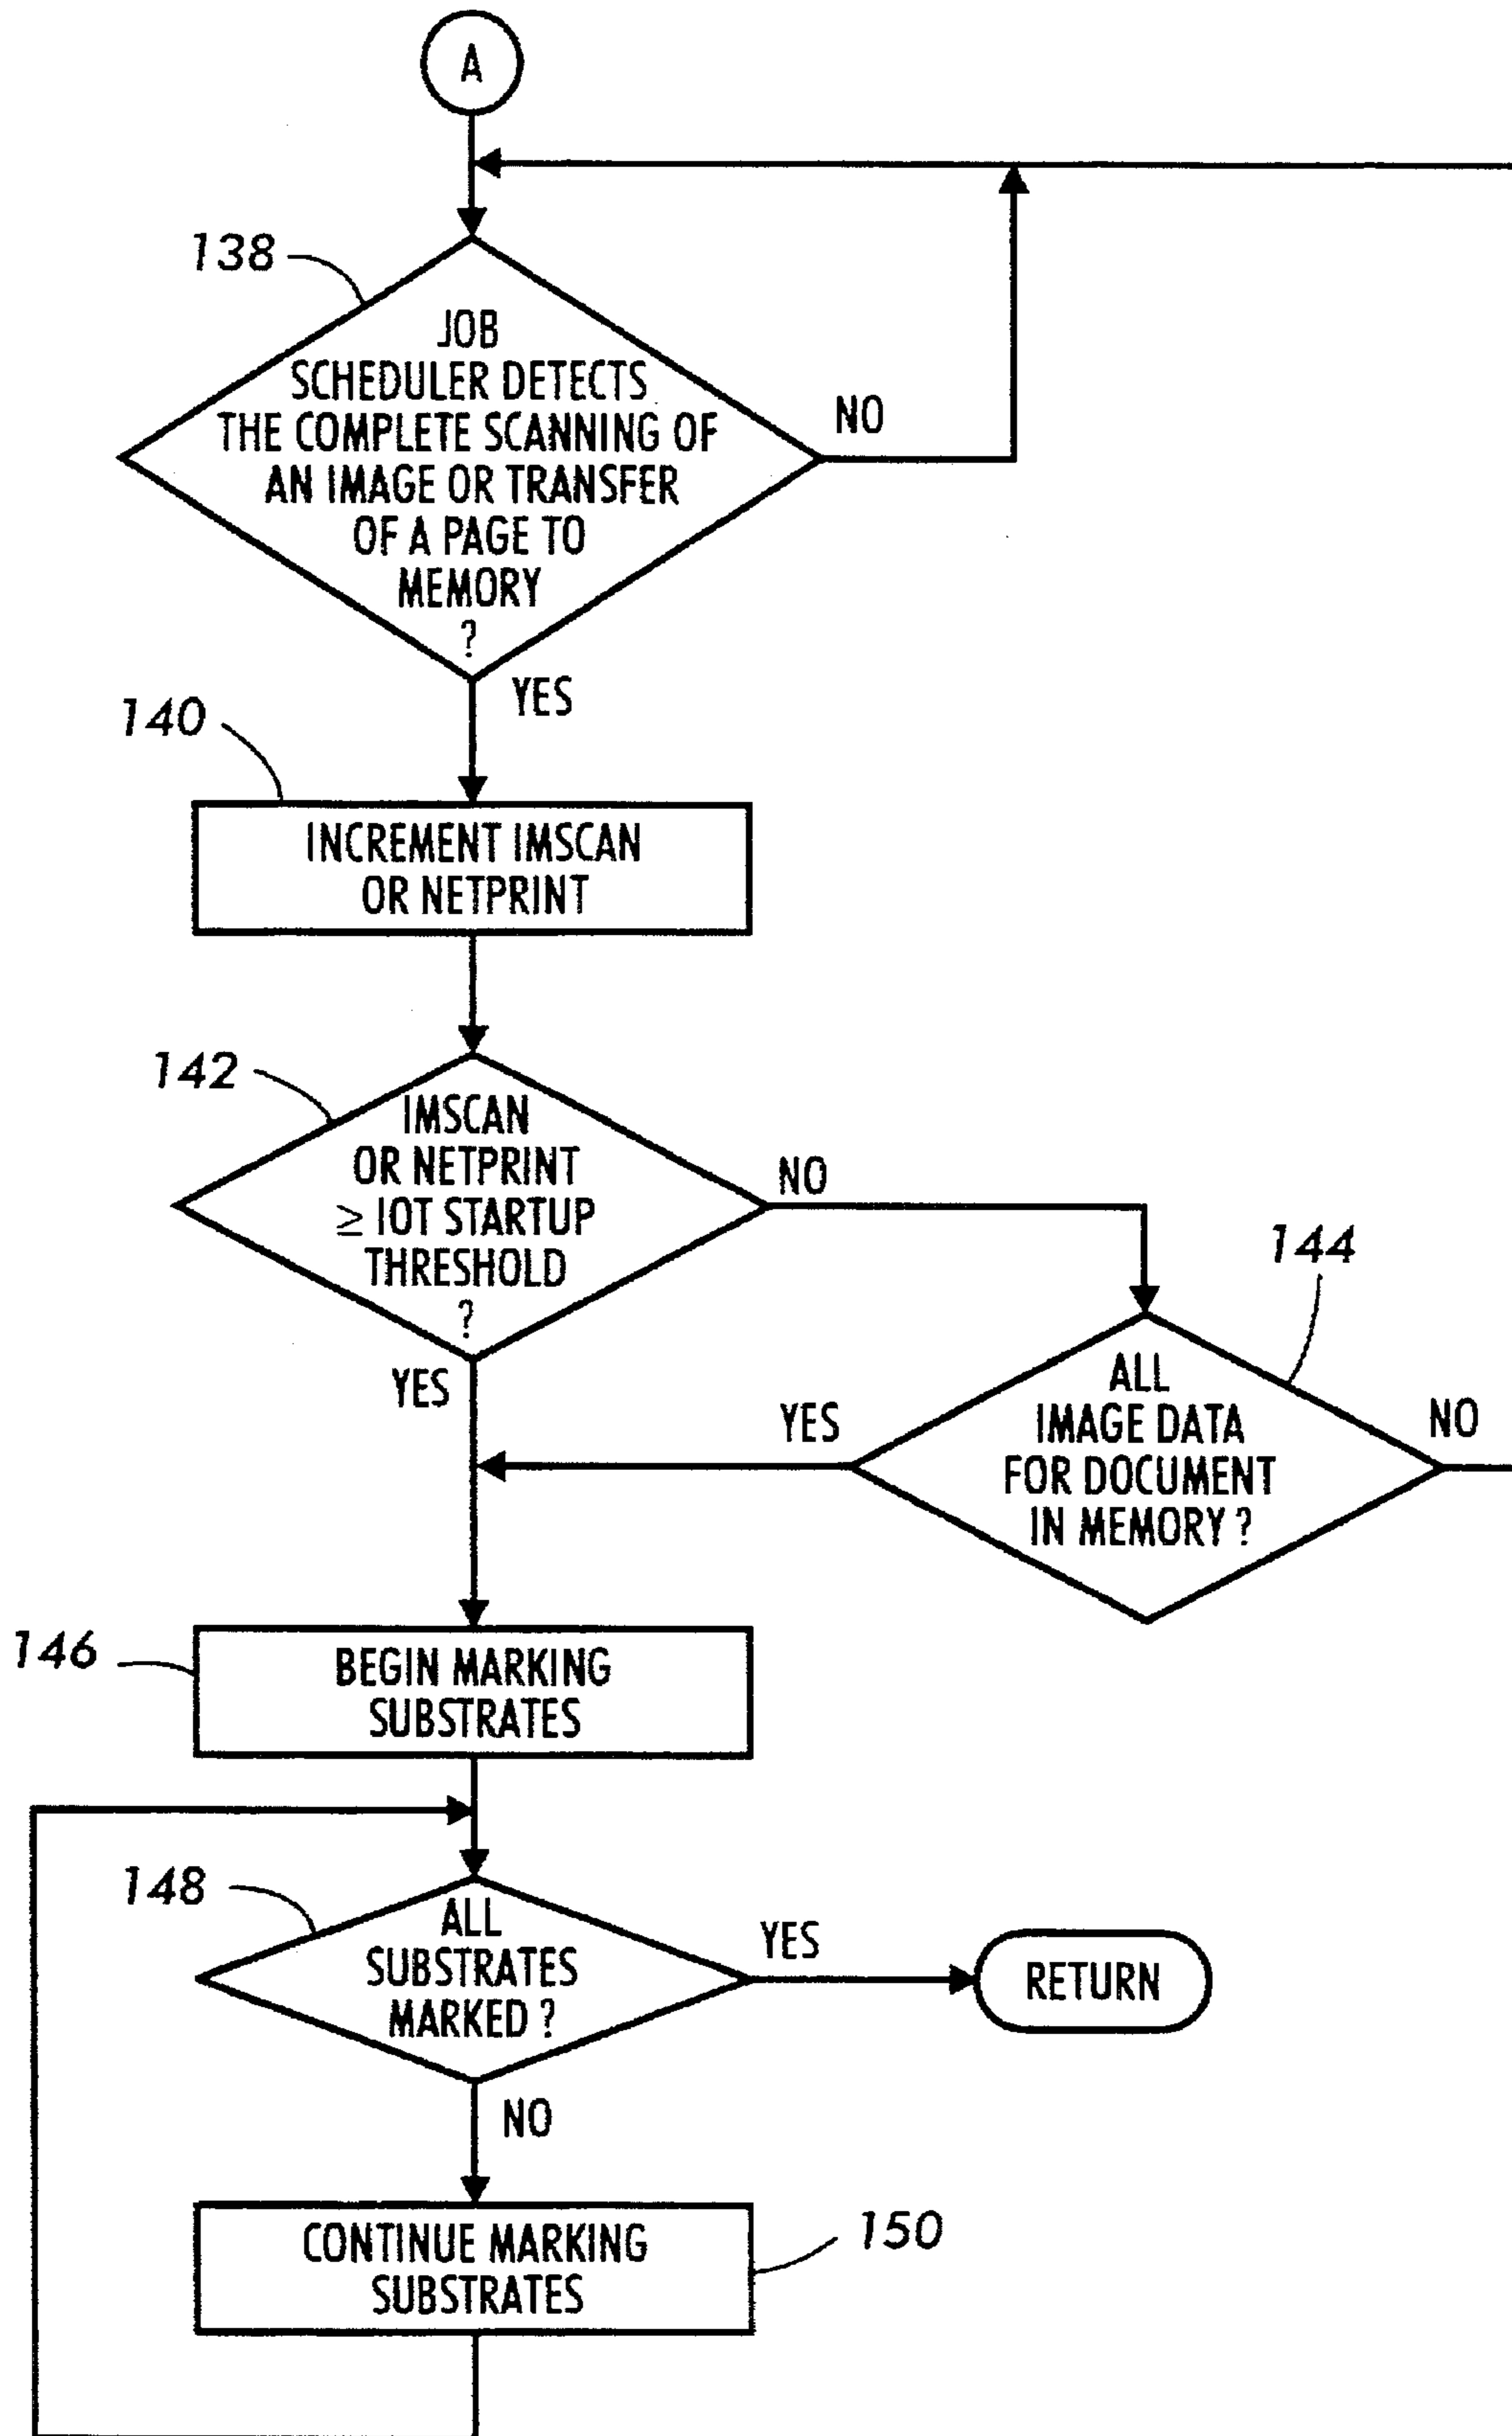 A
138
JOB
SCHEDULER DETECTS
THE COMPLETE SCANNING OF
AN IMAGE OR TRANSFER
OF A PAGE TO
MEMORY
?
NO
YES
140
INCREMENT IMSCAN
OR NETPRINT
142
IMSCAN
OR NETPRINT
≥ IOT STARTUP
THRESHOLD
?
NO
YES
144
ALL
IMAGE DATA
FOR DOCUMENT
IN MEMORY ?
YES
NO
146
BEGIN MARKING
SUBSTRATES
148
ALL
SUBSTRATES
MARKED ?
YES
RETURN
NO
CONTINUE MARKING
SUBSTRATES
150